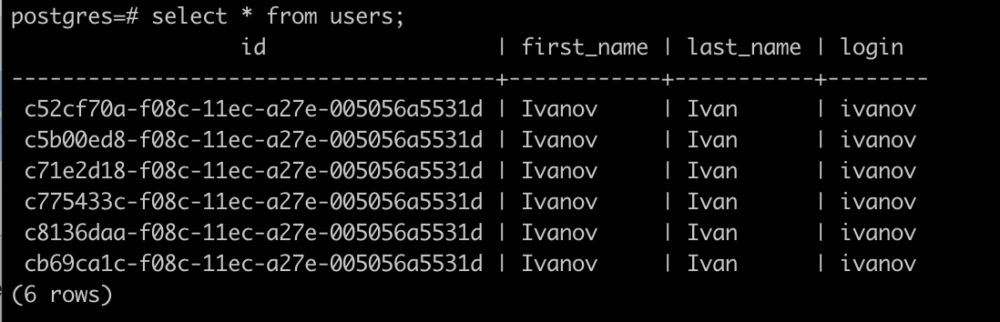 postgres=# select * from users;
                  id                  | first_name | last_name | login
--------------------------------------+------------+-----------+--------
 c52cf70a-f08c-11ec-a27e-005056a5531d | Ivanov     | Ivan      | ivanov
 c5b00ed8-f08c-11ec-a27e-005056a5531d | Ivanov     | Ivan      | ivanov
 c71e2d18-f08c-11ec-a27e-005056a5531d | Ivanov     | Ivan      | ivanov
 c775433c-f08c-11ec-a27e-005056a5531d | Ivanov     | Ivan      | ivanov
 c8136daa-f08c-11ec-a27e-005056a5531d | Ivanov     | Ivan      | ivanov
 cb69ca1c-f08c-11ec-a27e-005056a5531d | Ivanov     | Ivan      | ivanov
(6 rows)